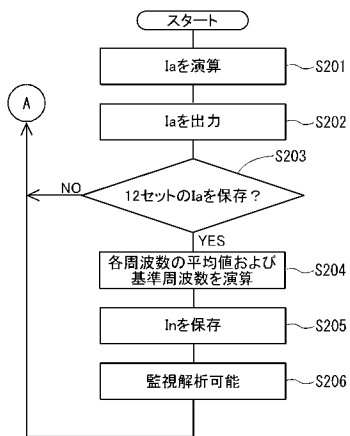 スタート
Iaを演算
S201
A
Iaを出力
S202
S203
NO
12セットのIaを保存？
YES
各周波数の平均値および
基準周波数を演算
S204
Inを保存
S205
監視解析可能
S206